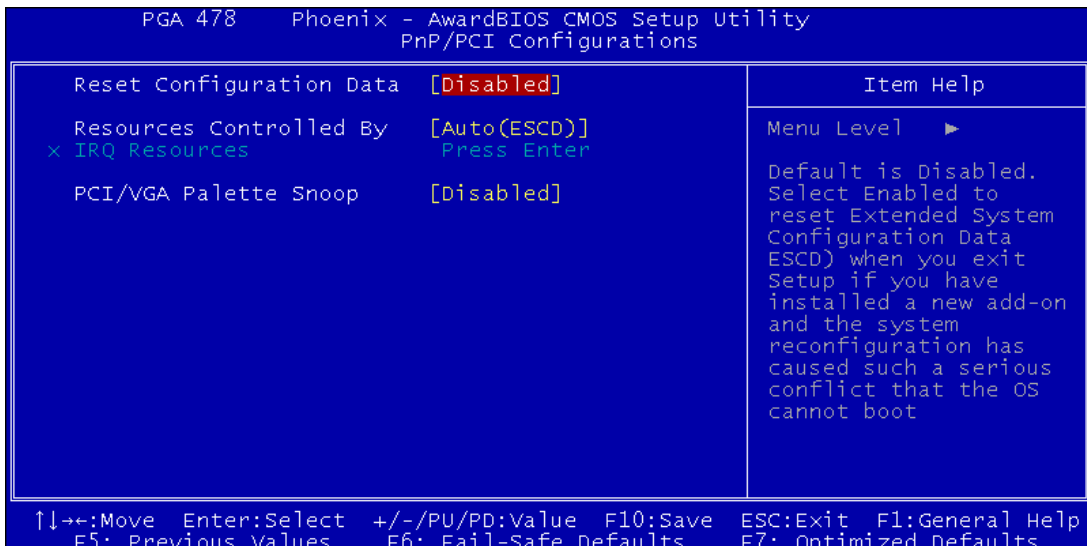 PGA 478 Phoenix - AwardBIOS CMOS Setup Utility
PnP/PCI Configurations
Reset Configuration Data [Disabled]
Resources Controlled By [Auto(ESCD)]
x IRQ Resources Press Enter
PCI/VGA Palette Snoop [Disabled]
Item Help
Menu Level ►
Default is Disabled.
Select Enabled to
reset Extended System
Configuration Data
ESCD) when you exit
Setup if you have
installed a new add-on
and the system
reconfiguration has
caused such a serious
conflict that the OS
cannot boot
↑↓→←:Move Enter:Select +/-/PU/PD:Value F10:Save ESC:Exit F1:General Help
F5: Previous Values F6: Fail-Safe Defaults F7: Optimized Defaults